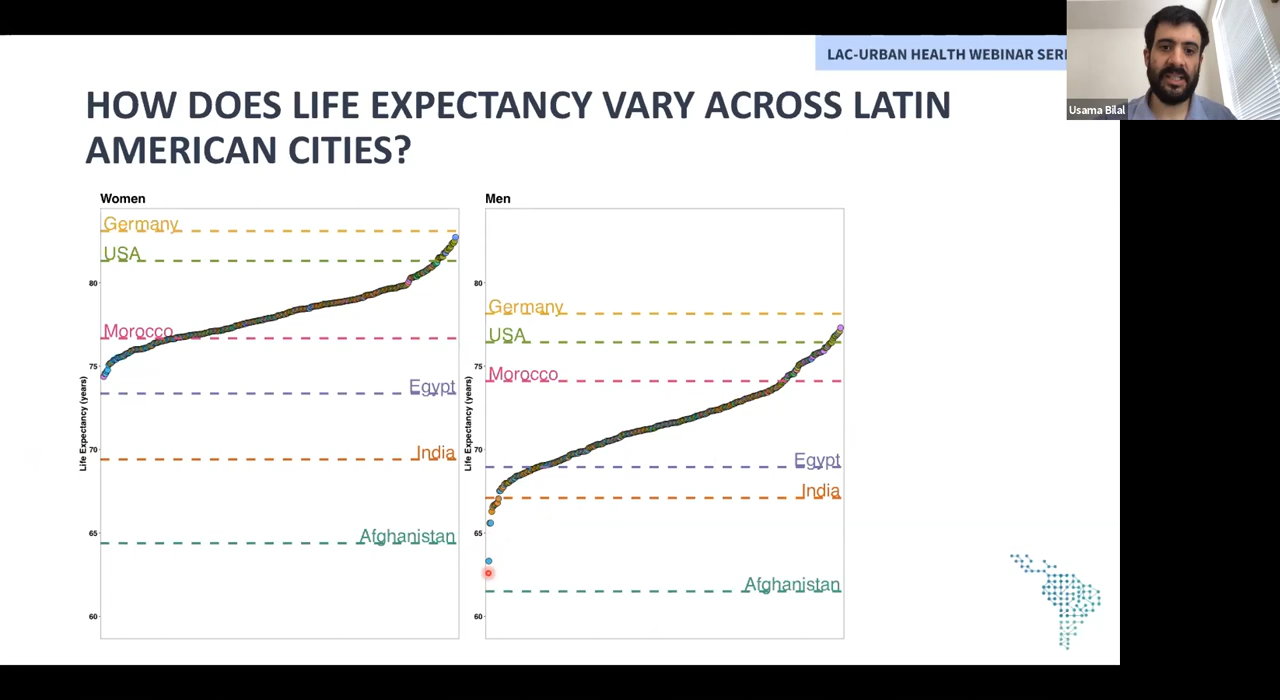 LAC-URBAN HEALTH WEBINAR SERI
Usama Bilal
HOW DOES LIFE EXPECTANCY VARY ACROSS LATIN
AMERICAN CITIES?
Women
Germany
USA
80
Morocco
75
Egypt
70
India
65
Afghanistan
60
Life Expectancy (years)
Men
80
Germany
USA
75
Morocco
70
Egypt
India
65
Afghanistan
60
Life Expectancy (years)